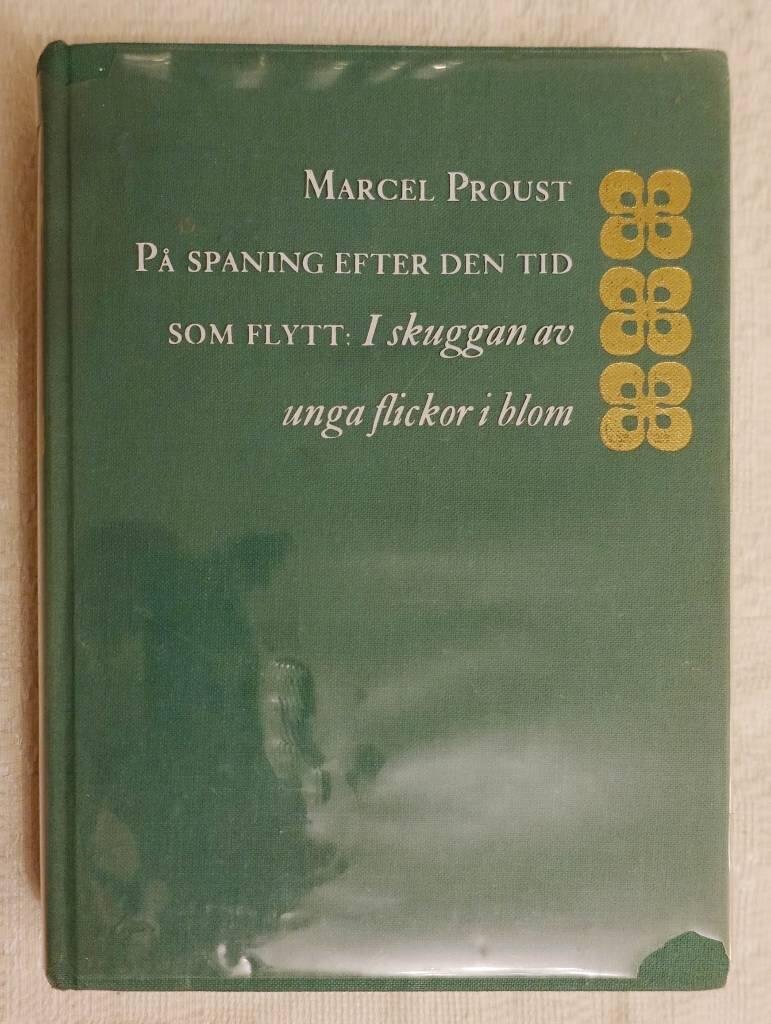 MARCEL PROUST
PÅ SPANING EFTER DEN TID
SOM FLYTT: I skuggan av
unga flickor i blom